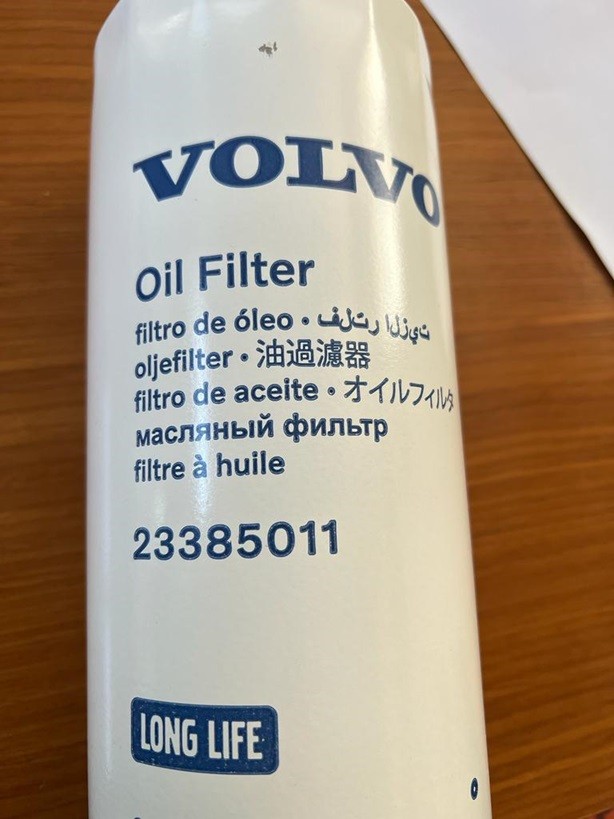 VOLVO
Oil Filter
filtro de óleo • فلتر الزيت
oljefilter • 油過濾器
filtro de aceite • オイルフィルタ
масляный фильтр
filtre à huile
23385011
LONG LIFE